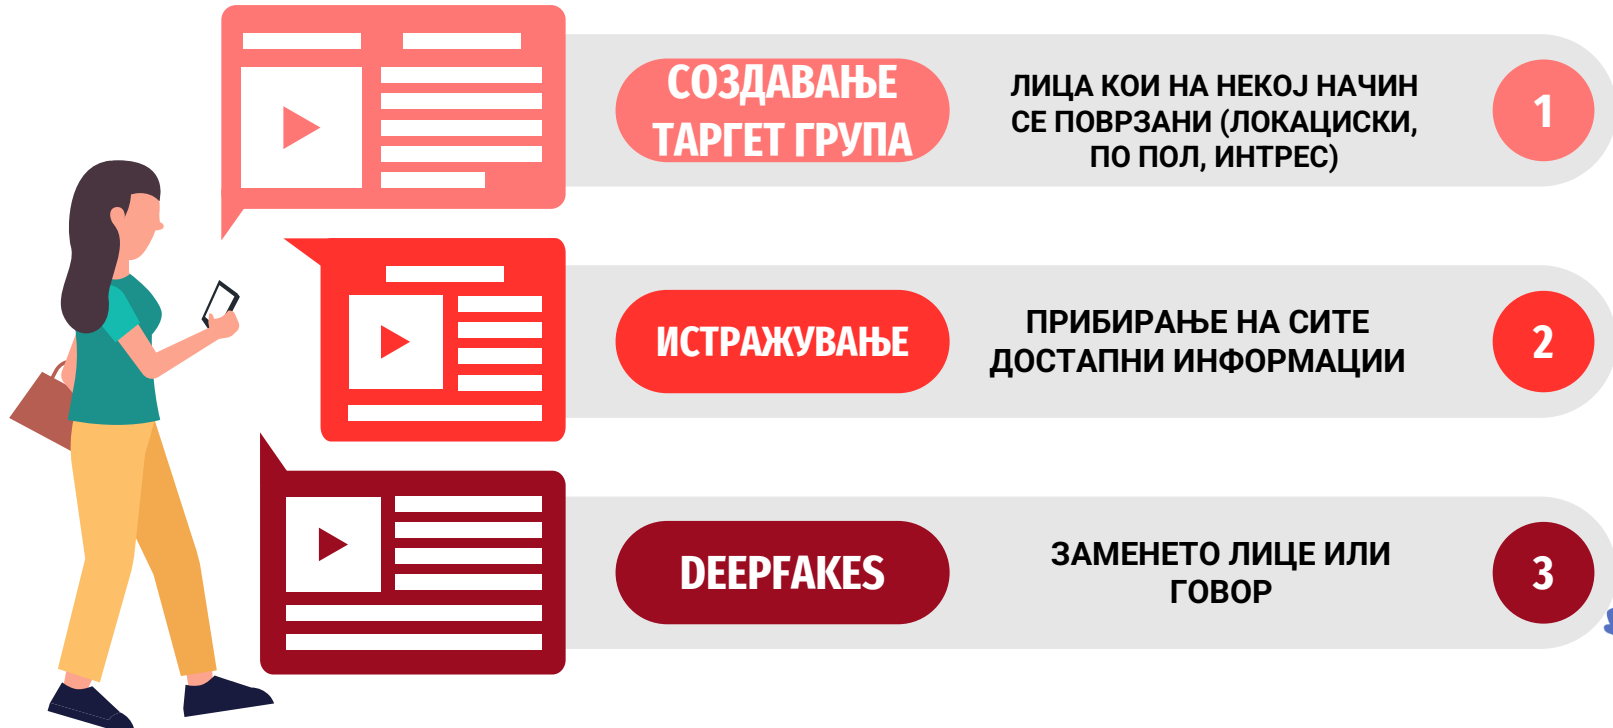 СОЗДАВАЊЕ
ТАРГЕТ ГРУПА
ЛИЦА КОИ НА НЕКОЈ НАЧИН
СЕ ПОВРЗАНИ (ЛОКАЦИСКИ,
ПО ПОЛ, ИНТРЕС)
1
ИСТРАЖУВАЊЕ
ПРИБИРАЊЕ НА СИТЕ
ДОСТАПНИ ИНФОРМАЦИИ
2
DEEPFAKES
ЗАМЕНЕТО ЛИЦЕ ИЛИ
ГОВОР
3